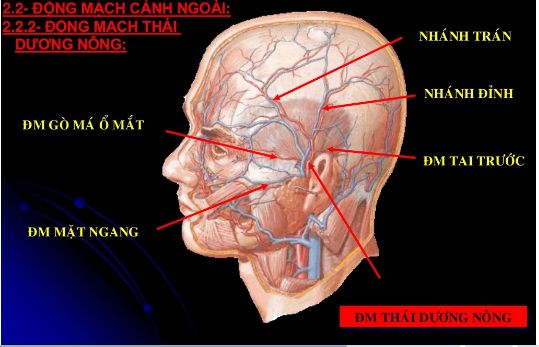 2.2- ĐỘNG MẠCH CẢNH NGOÀI:
2.2.2- ĐỘNG MẠCH THÁI
DƯƠNG NÔNG:
NHÁNH TRÁN
NHÁNH ĐỈNH
ĐM GÒ MÁ Ổ MẮT
ĐM TAI TRƯỚC
ĐM MẶT NGANG
ĐM THÁI DƯƠNG NÔNG